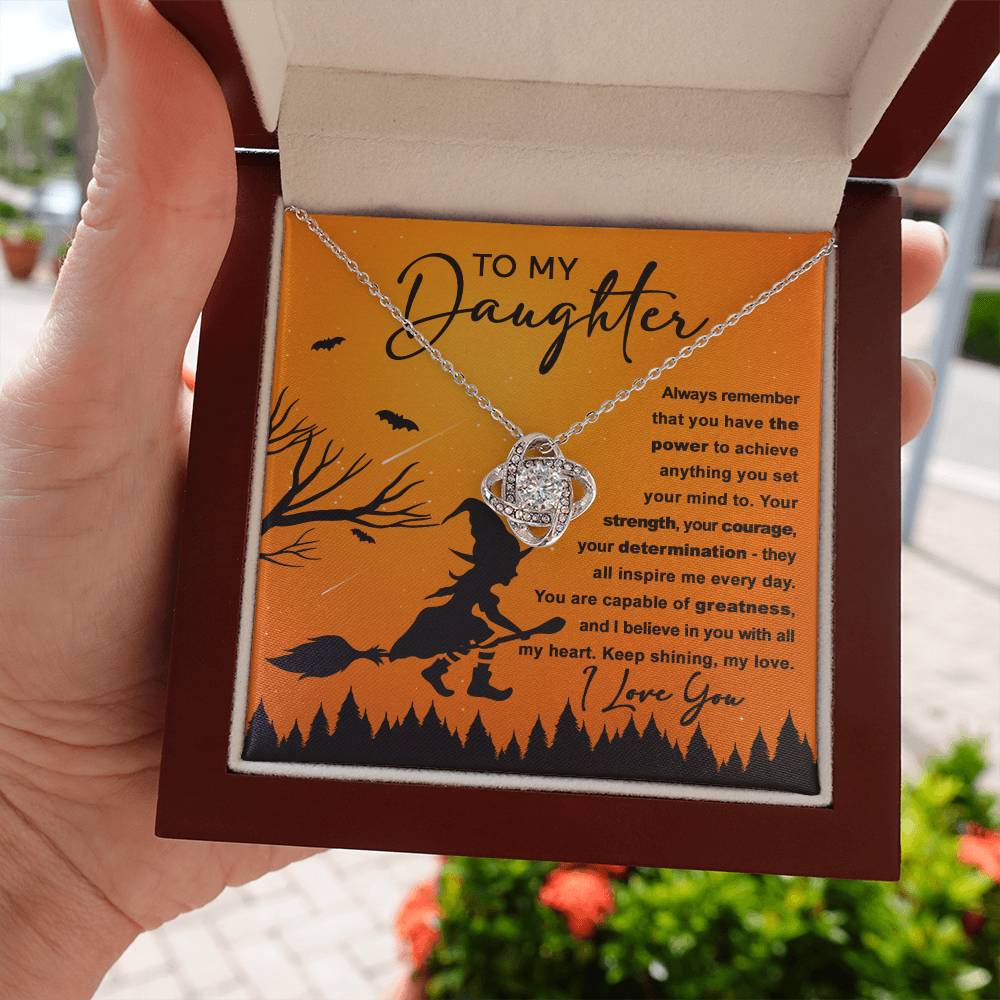 TO MY
Daughter
Always remember
that you have the
power to achieve
anything you set
your mind to. Your
strength, your courage,
your determination - they
all inspire me every day.
You are capable of greatness,
and I believe in you with all
my heart. Keep shining, my love.
I Love You